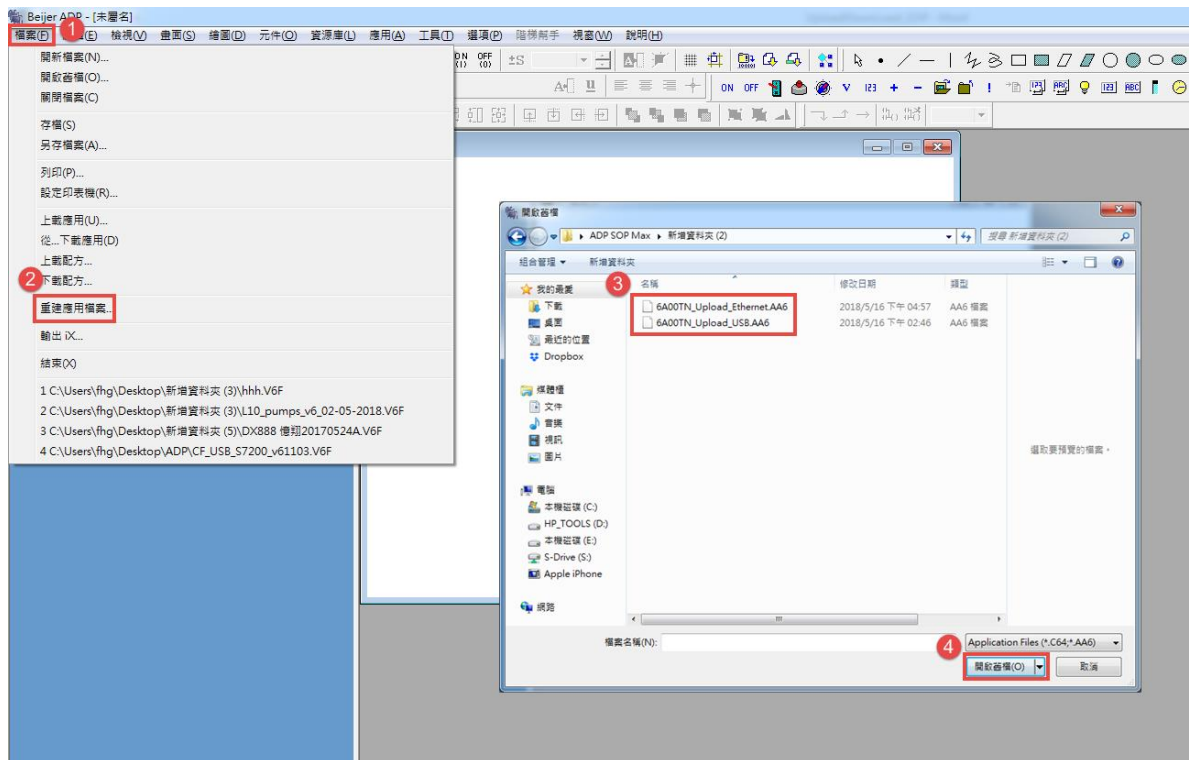 Beijer ADP - [未屬名]
1
檔案(F) (E) 檢視(V) 畫面(S) 繪圖(D) 元件(O) 資源庫(L) 應用(A) 工具(T) 選項(P) 階梯幫手 視窗(W) 說明(H)
開新檔案(N)...
開啟舊檔(O)...
關閉檔案(C)
存檔(S)
另存檔案(A)...
列印(P)...
設定印表機(R)...
上載應用(U)...
從...下載應用(D)
上載配方...
2 下載配方...
重建應用檔案...
輸出 iX...
結束(X)
1 C:\Users\fhg\Desktop\新增資料夾 (3)\hhh.V6F
2 C:\Users\fhg\Desktop\新增資料夾 (3)\L10_pumps_v6_02-05-2018.V6F
3 C:\Users\fhg\Desktop\新增資料夾 (5)\DX888 僡翔20170524A.V6F
4 C:\Users\fhg\Desktop\ADP\CF_USB_S7200_v61103.V6F
ON OFF ±S
ON OFF
開啟舊檔
ADP SOP Max 新增資料夾 (2)
搜尋 新增資料夾 (2)
組合管理 新增資料夾
我的最愛
下載
桌面
最近的位置
Dropbox
媒體櫃
文件
音樂
視訊
圖片
電腦
本機磁碟 (C:)
HP_TOOLS (D:)
本機磁碟 (E:)
S-Drive (S:)
Apple iPhone
網路
3 名稱 修改日期 類型
6A00TN_Upload_Ethernet.AA6 2018/5/16 下午 04:57 AA6 檔案
6A00TN_Upload_USB.AA6 2018/5/16 下午 02:46 AA6 檔案
選取要預覽的檔案。
檔案名稱(N):
4 Application Files (*.C64;*.AA6)
開啟舊檔(O) 取消